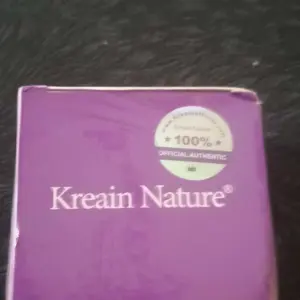 100%
OFFICIAL AUTHENTIC
Kreain Nature®